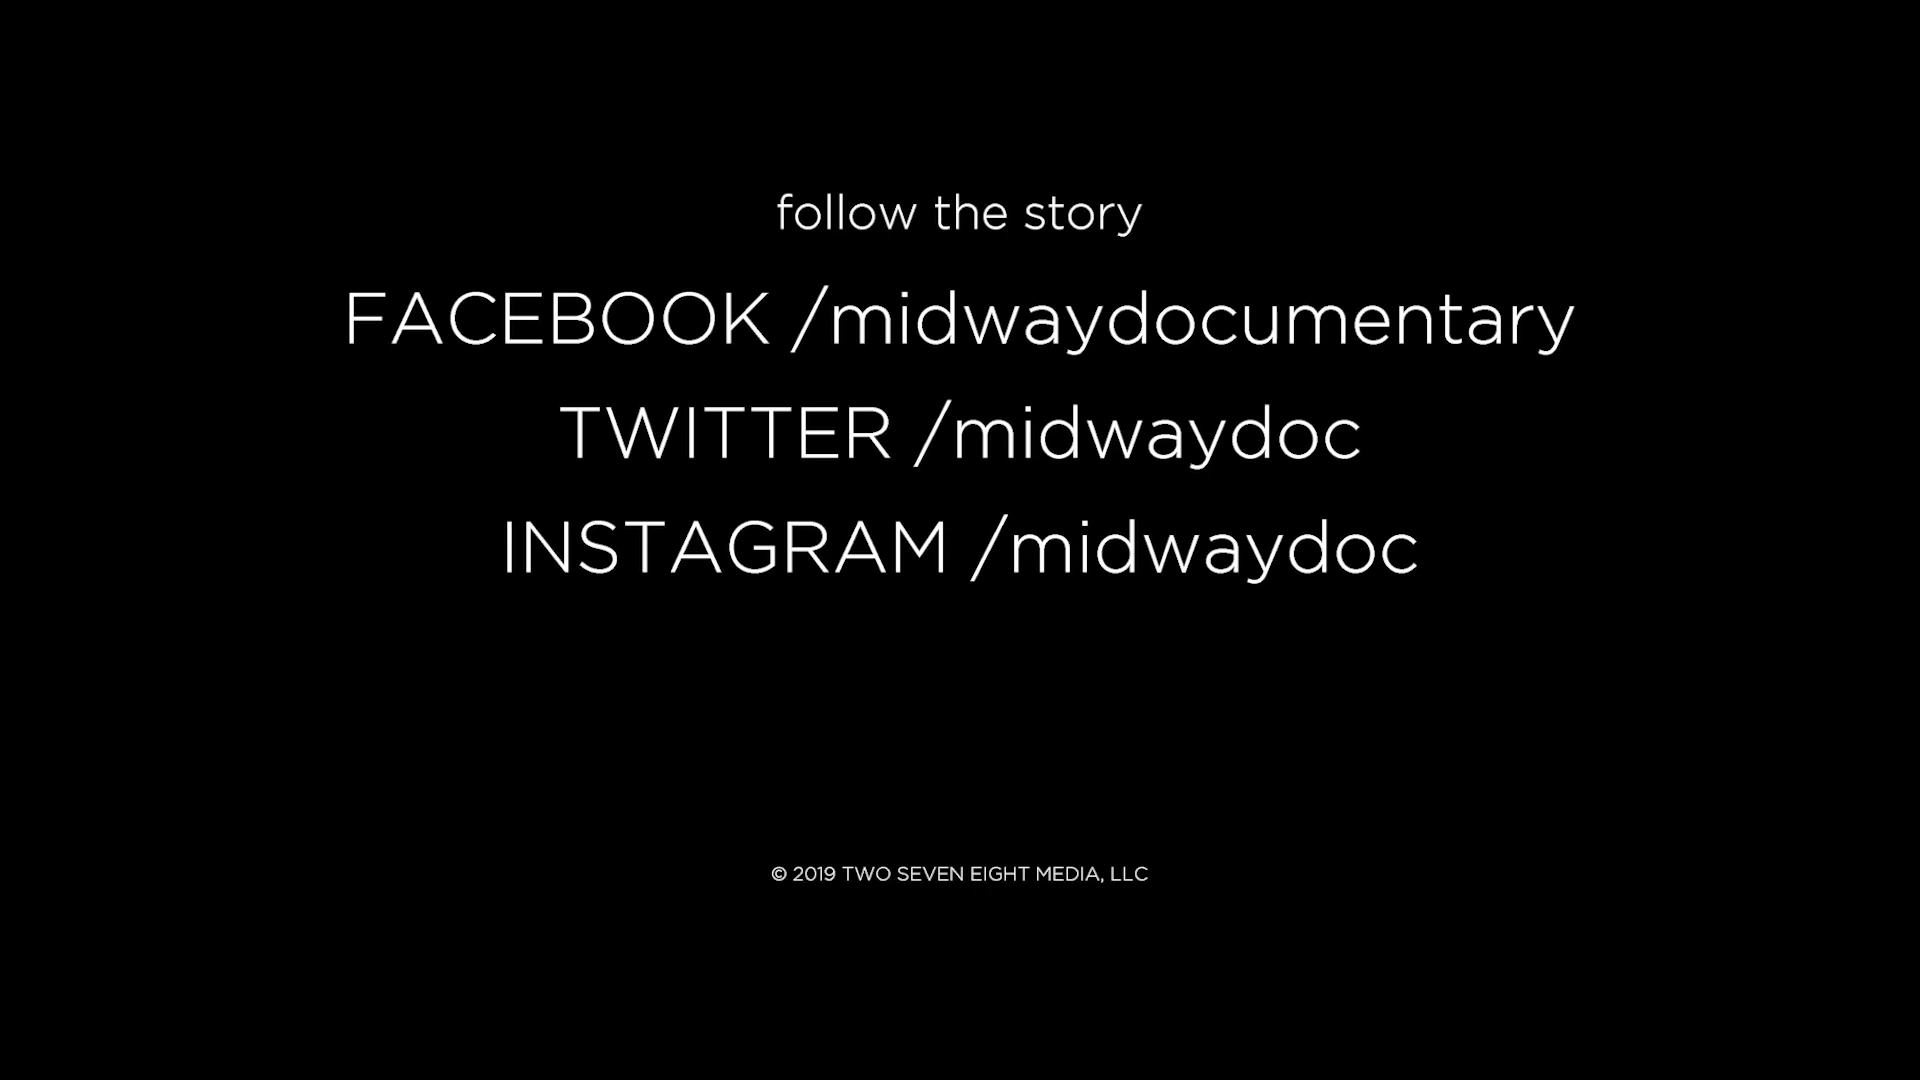 follow the story
FACEBOOK /midwaydocumentary
TWITTER /midwaydoc
INSTAGRAM /midwaydoc
© 2019 TWO SEVEN EIGHT MEDIA, LLC